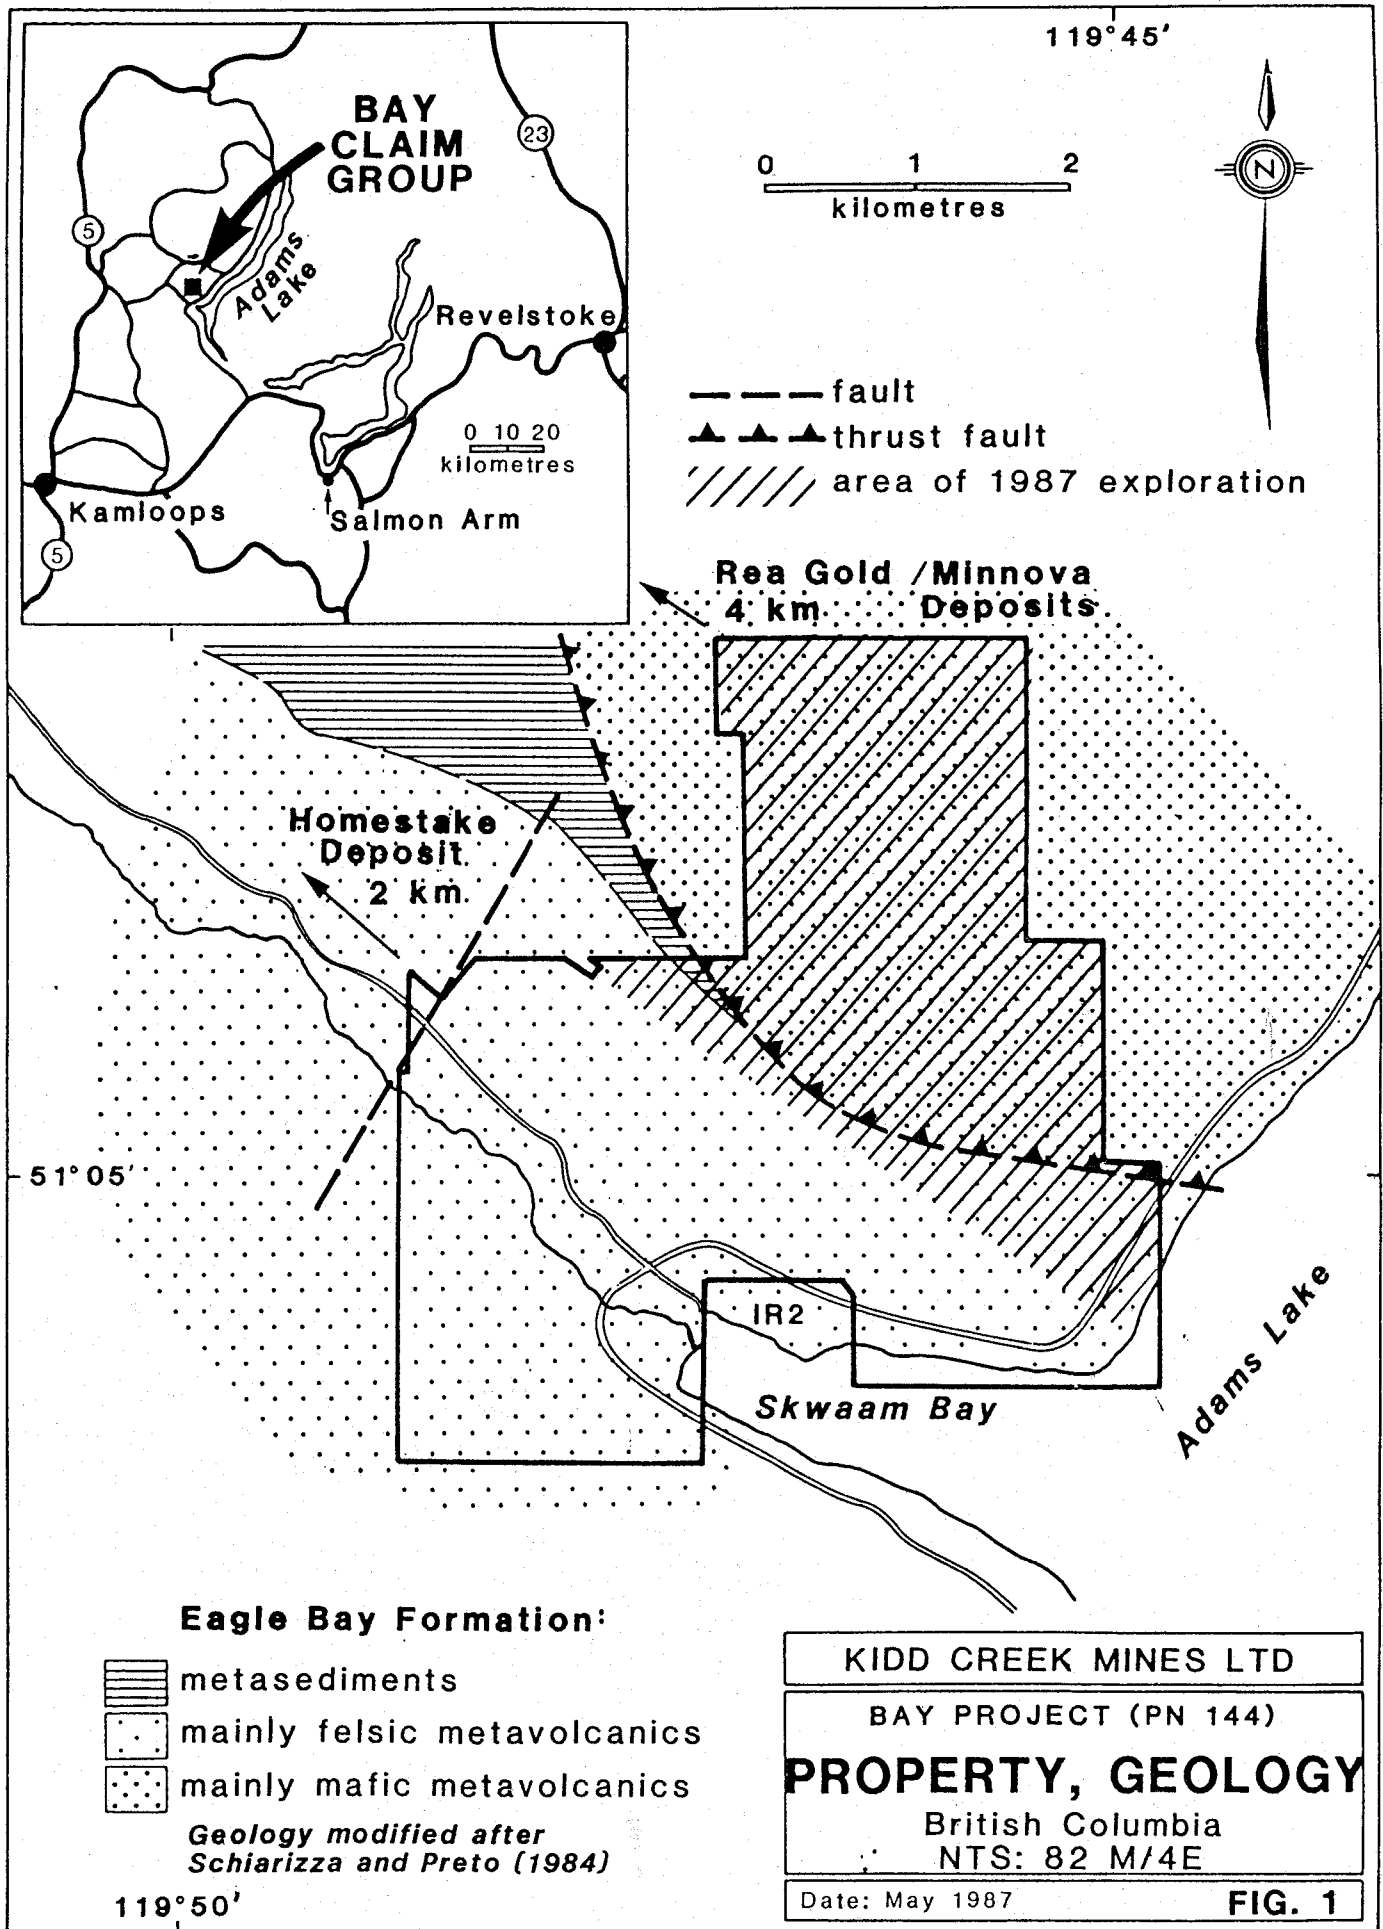 119°45'
BAY
CLAIM
GROUP
23
5
Adams
Lake
Revelstoke
0 10 20
kilometres
Kamloops
Salmon Arm
5
0 1 2
kilometres
N
fault
thrust fault
area of 1987 exploration
Rea Gold / Minnova
4 km Deposits
Homestake
Deposit
2 km
51°05'
IR2
Skwaam Bay
Adams Lake
Eagle Bay Formation:
metasediments
mainly felsic metavolcanics
mainly mafic metavolcanics
Geology modified after
Schiarizza and Preto (1984)
119°50'
KIDD CREEK MINES LTD
BAY PROJECT (PN 144)
PROPERTY, GEOLOGY
British Columbia
NTS: 82 M/4E
Date: May 1987 FIG. 1